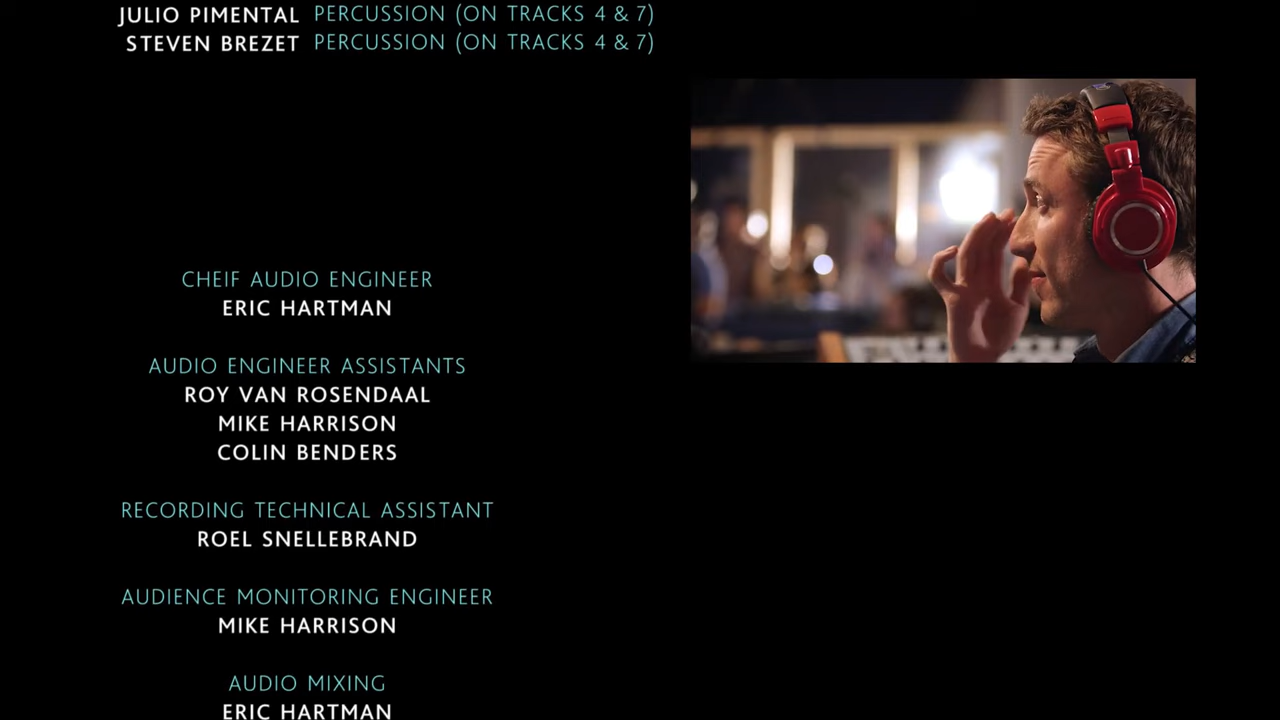 JULIO PIMENTAL PERCUSSION (ON TRACKS 4 & 7)
STEVEN BREZET PERCUSSION (ON TRACKS 4 & 7)
CHEIF AUDIO ENGINEER
ERIC HARTMAN
AUDIO ENGINEER ASSISTANTS
ROY VAN ROSENDAAL
MIKE HARRISON
COLIN BENDERS
RECORDING TECHNICAL ASSISTANT
ROEL SNELLEBRAND
AUDIENCE MONITORING ENGINEER
MIKE HARRISON
AUDIO MIXING
ERIC HARTMAN